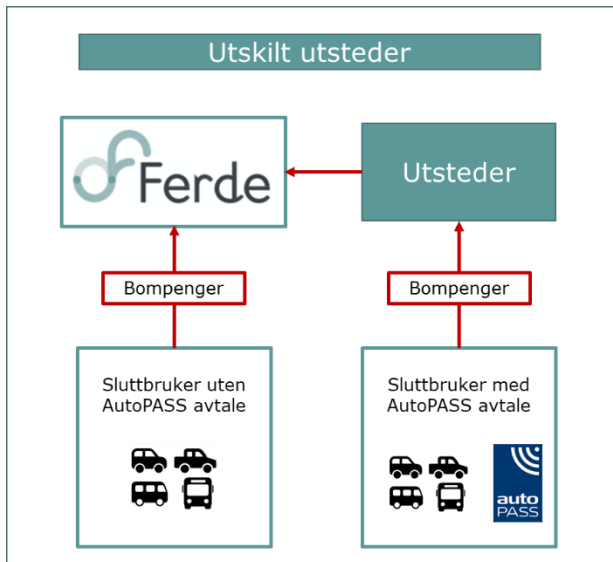 Utskilt utsteder
Ferde
Utsteder
Bompenger
Bompenger
Sluttbruker uten
AutoPASS avtale
Sluttbruker med
AutoPASS avtale
auto
PASS